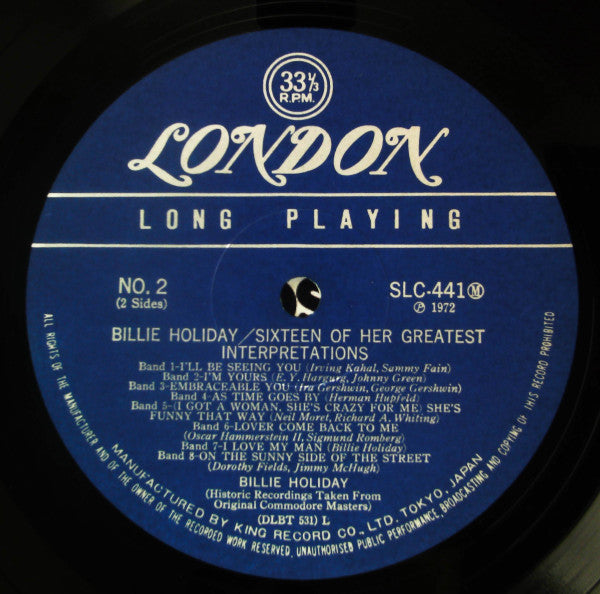 33 1/3
R.P.M.
LONDON
LONG PLAYING
NO. 2
(2 Sides)
SLC-441 Ⓜ
℗ 1972
BILLIE HOLIDAY/SIXTEEN OF HER GREATEST
INTERPRETATIONS
Band 1-I'LL BE SEEING YOU (Irving Kahal, Sammy Fain)
Band 2-I'M YOURS (E. Y. Hargurg, Johnny Green)
Band 3-EMBRACEABLE YOU (Ira Gershwin, George Gershwin)
Band 4-AS TIME GOES BY (Herman Hupfeld)
Band 5-(I GOT A WOMAN, SHE'S CRAZY FOR ME) SHE'S
FUNNY THAT WAY (Neil Moret, Richard A. Whiting)
Band 6-LOVER COME BACK TO ME
(Oscar Hammerstein II, Sigmund Romberg)
Band 7-I LOVE MY MAN (Billie Holiday)
Band 8-ON THE SUNNY SIDE OF THE STREET
(Dorothy Fields, Jimmy McHugh)
BILLIE HOLIDAY
(Historic Recordings Taken From
Original Commodore Masters)
(DLBT 531) L
MANUFACTURED BY KING RECORD CO., LTD. TOKYO, JAPAN
ALL RIGHTS OF THE MANUFACTURER AND OF THE OWNER OF THE RECORDED WORK RESERVED, UNAUTHORISED PUBLIC PERFORMANCE, BROADCASTING AND COPYING OF THIS RECORD PROHIBITED